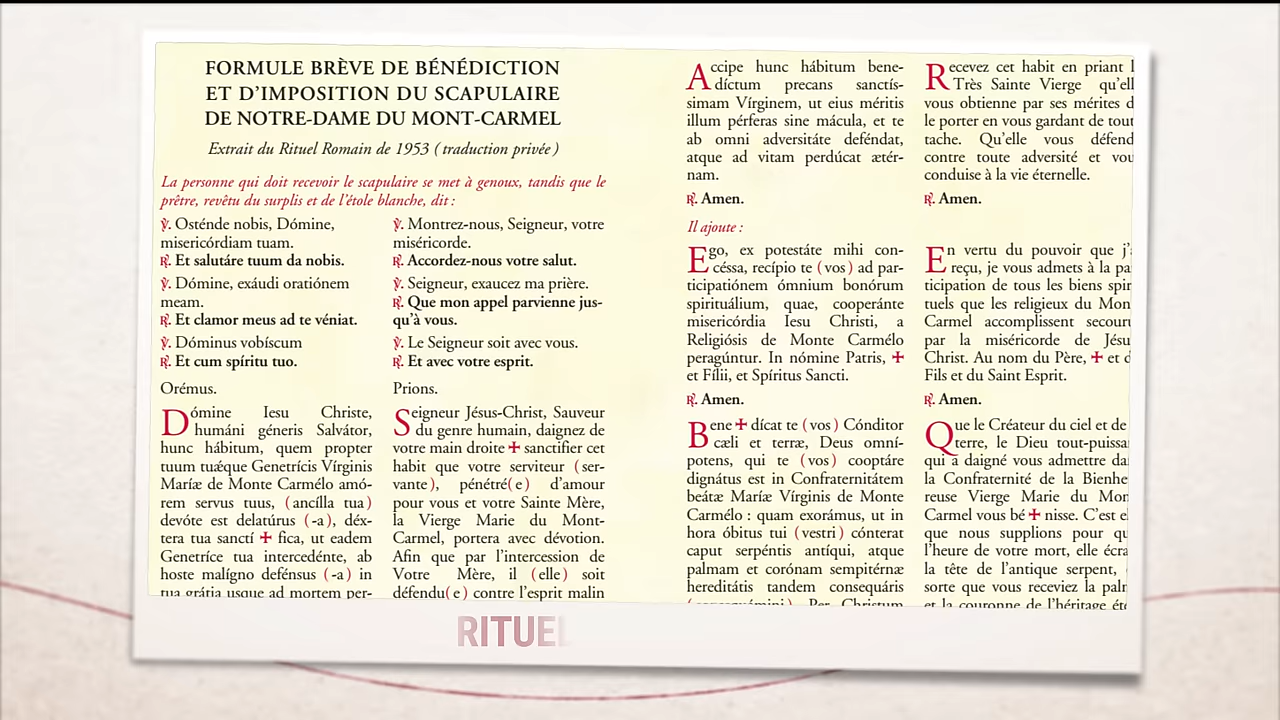 FORMULE BRÈVE DE BÉNÉDICTION
ET D'IMPOSITION DU SCAPULAIRE
DE NOTRE-DAME DU MONT-CARMEL
Extrait du Rituel Romain de 1953 ( traduction privée )
La personne qui doit recevoir le scapulaire se met à genoux, tandis que le
prêtre, revêtu du surplis et de l'étole blanche, dit :
℣. Osténde nobis, Dómine,
misericórdiam tuam.
℟. Et salutáre tuum da nobis.
℣. Dómine, exáudi oratiónem
meam.
℟. Et clamor meus ad te véniat.
℣. Dóminus vobíscum
℟. Et cum spíritu tuo.
Orémus.
Dómine Iesu Christe,
humáni géneris Salvátor,
hunc hábitum, quem propter
tuum tuǽque Genetrícis Vírginis
Maríæ de Monte Carmélo amó-
rem servus tuus, ( ancílla tua )
devóte est delatúrus ( -a ), déx-
tera tua sanctí ✠ fica, ut eadem
Genetríce tua intercedénte, ab
hoste malígno defénsus ( -a ) in
tua grátia usque ad mortem per-
℣. Montrez-nous, Seigneur, votre
miséricorde.
℟. Accordez-nous votre salut.
℣. Seigneur, exaucez ma prière.
℟. Que mon appel parvienne jus-
qu'à vous.
℣. Le Seigneur soit avec vous.
℟. Et avec votre esprit.
Prions.
Seigneur Jésus-Christ, Sauveur
du genre humain, daignez de
votre main droite ✠ sanctifier cet
habit que votre serviteur ( ser-
vante ), pénétré( e ) d'amour
pour vous et votre Sainte Mère,
la Vierge Marie du Mont-
Carmel, portera avec dévotion.
Afin que par l'intercession de
Votre Mère, il ( elle ) soit
défendu( e ) contre l'esprit malin
Accipe hunc hábitum bene-
díctum precans sanctís-
simam Vírginem, ut eius méritis
illum pérferas sine mácula, et te
ab omni adversitáte deféndat,
atque ad vitam perdúcat ætér-
nam.
℟. Amen.
Il ajoute :
Ego, ex potestáte mihi con-
céssa, recípio te ( vos ) ad par-
ticipatiónem ómnium bonórum
spirituálium, quae, cooperánte
misericórdia Iesu Christi, a
Religiósis de Monte Carmélo
peragúntur. In nómine Patris, ✠
et Fílii, et Spíritus Sancti.
℟. Amen.
Bene ✠ dícat te ( vos ) Cónditor
cæli et terræ, Deus omní-
potens, qui te ( vos ) cooptáre
dignátus est in Confraternitátem
beátæ Maríæ Vírginis de Monte
Carmélo : quam exorámus, ut in
hora óbitus tui ( vestri ) cónterat
caput serpéntis antíqui, atque
palmam et corónam sempitérnæ
hereditátis tandem consequáris
( consequámini ). Per Christum
Recevez cet habit en priant l
Très Sainte Vierge qu'ell
vous obtienne par ses mérites d
le porter en vous gardant de tout
tache. Qu'elle vous défend
contre toute adversité et vou
conduise à la vie éternelle.
℟. Amen.
En vertu du pouvoir que j'
reçu, je vous admets à la pa
ticipation de tous les biens spir
tuels que les religieux du Mon
Carmel accomplissent secour
par la miséricorde de Jésu
Christ. Au nom du Père, ✠ et d
Fils et du Saint Esprit.
℟. Amen.
Que le Créateur du ciel et de
terre, le Dieu tout-puissa
qui a daigné vous admettre da
la Confraternité de la Bienhe
reuse Vierge Marie du Mon
Carmel vous bé ✠ nisse. C'est e
que nous supplions pour qu
l'heure de votre mort, elle écra
la tête de l'antique serpent,
sorte que vous receviez la pal
et la couronne de l'héritage ét
RITUEL